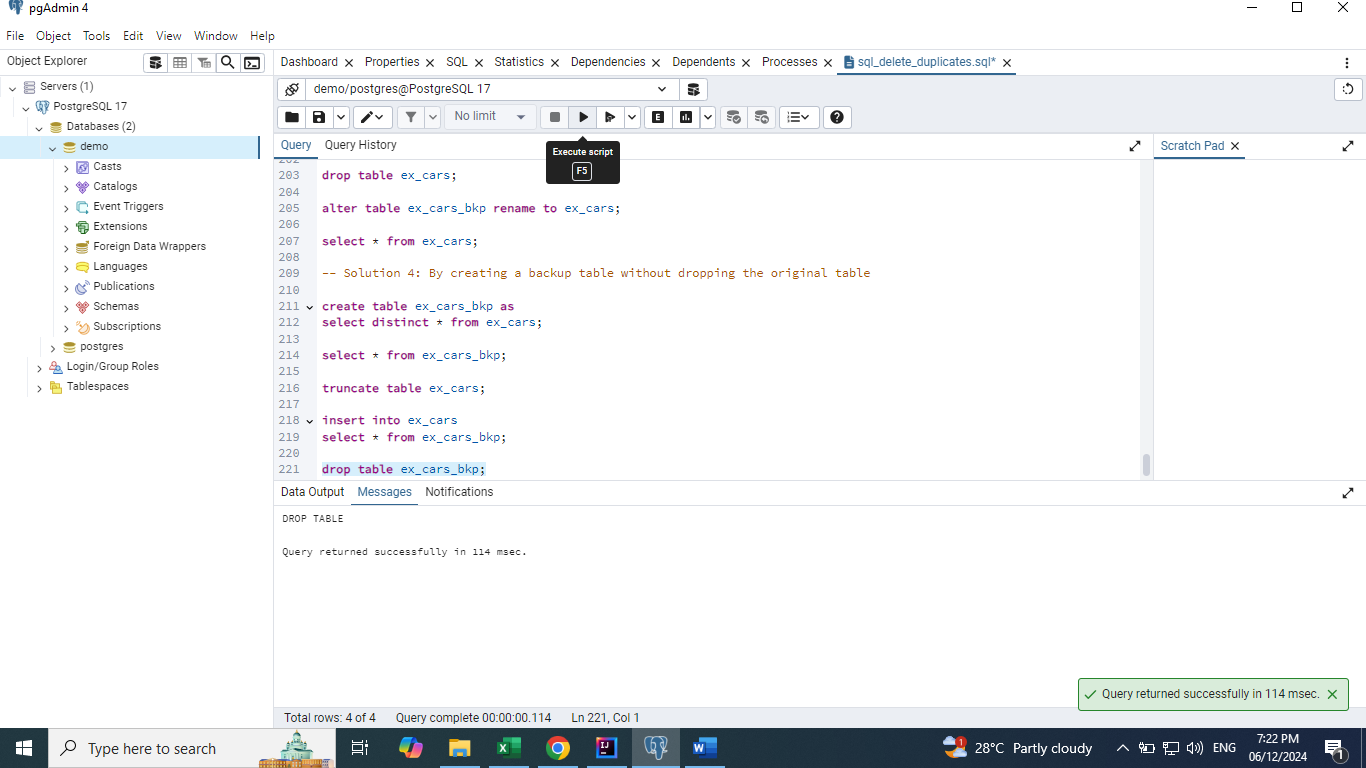 pgAdmin 4
File Object Tools Edit View Window Help
Object Explorer
Servers (1)
PostgreSQL 17
Databases (2)
demo
Casts
Catalogs
Event Triggers
Extensions
Foreign Data Wrappers
Languages
Publications
Schemas
Subscriptions
postgres
Login/Group Roles
Tablespaces
Dashboard Properties SQL Statistics Dependencies Dependents Processes sql_delete_duplicates.sql*
demo/postgres@PostgreSQL 17
No limit E
Query Query History
Execute script
F5
Scratch Pad
202
203 drop table ex_cars;
204
205 alter table ex_cars_bkp rename to ex_cars;
206
207 select * from ex_cars;
208
209 -- Solution 4: By creating a backup table without dropping the original table
210
211 create table ex_cars_bkp as
212 select distinct * from ex_cars;
213
214 select * from ex_cars_bkp;
215
216 truncate table ex_cars;
217
218 insert into ex_cars
219 select * from ex_cars_bkp;
220
221 drop table ex_cars_bkp;
Data Output Messages Notifications
DROP TABLE
Query returned successfully in 114 msec.
Query returned successfully in 114 msec.
Total rows: 4 of 4 Query complete 00:00:00.114 Ln 221, Col 1
Type here to search
1
28°C Partly cloudy
ENG
7:22 PM
06/12/2024
1